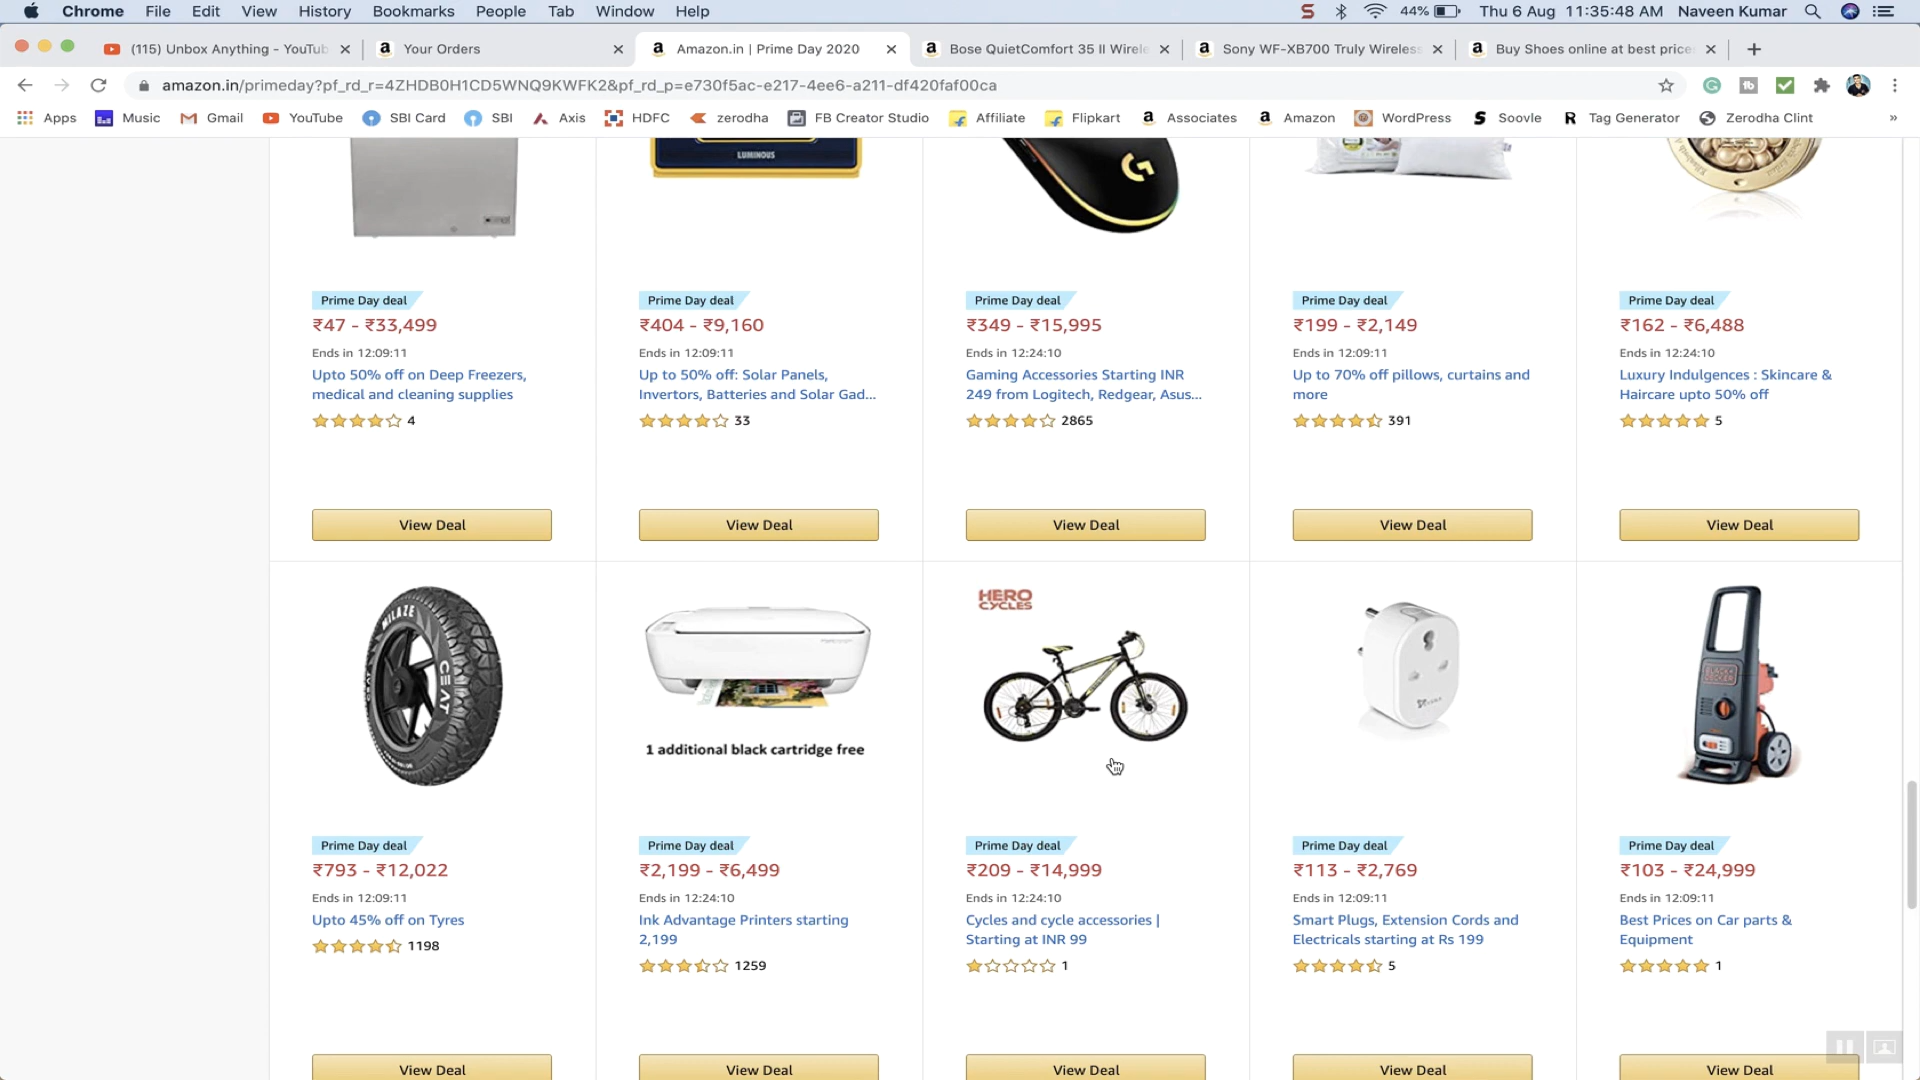 Chrome File Edit View History Bookmarks People Tab Window Help
44% Thu 6 Aug 11:35:48 AM Naveen Kumar
(115) Unbox Anything - YouTub
Your Orders
Amazon.in | Prime Day 2020
Bose QuietComfort 35 II Wirele
Sony WF-XB700 Truly Wireless
Buy Shoes online at best price
amazon.in/primeday?pf_rd_r=4ZHDB0H1CD5WNQ9KWFK2&pf_rd_p=e730f5ac-e217-4ee6-a211-df420faf00ca
Apps Music Gmail YouTube SBI Card SBI Axis HDFC zerodha FB Creator Studio Affiliate Flipkart Associates Amazon WordPress Soovle Tag Generator Zerodha Clint »
LUMINOUS
Prime Day deal
₹47 - ₹33,499
Ends in 12:09:11
Upto 50% off on Deep Freezers,
medical and cleaning supplies
4
View Deal
Prime Day deal
₹404 - ₹9,160
Ends in 12:09:11
Up to 50% off: Solar Panels,
Invertors, Batteries and Solar Gad...
33
View Deal
Prime Day deal
₹349 - ₹15,995
Ends in 12:24:10
Gaming Accessories Starting INR
249 from Logitech, Redgear, Asus...
2865
View Deal
Prime Day deal
₹199 - ₹2,149
Ends in 12:09:11
Up to 70% off pillows, curtains and
more
391
View Deal
Prime Day deal
₹162 - ₹6,488
Ends in 12:24:10
Luxury Indulgences : Skincare &
Haircare upto 50% off
5
View Deal
MILAZE
CEAT
Prime Day deal
₹793 - ₹12,022
Ends in 12:09:11
Upto 45% off on Tyres
1198
View Deal
1 additional black cartridge free
Prime Day deal
₹2,199 - ₹6,499
Ends in 12:24:10
Ink Advantage Printers starting
2,199
1259
View Deal
HERO
CYCLES
Prime Day deal
₹209 - ₹14,999
Ends in 12:24:10
Cycles and cycle accessories |
Starting at INR 99
1
View Deal
Prime Day deal
₹113 - ₹2,769
Ends in 12:09:11
Smart Plugs, Extension Cords and
Electricals starting at Rs 199
5
View Deal
Prime Day deal
₹103 - ₹24,999
Ends in 12:09:11
Best Prices on Car parts &
Equipment
1
View Deal